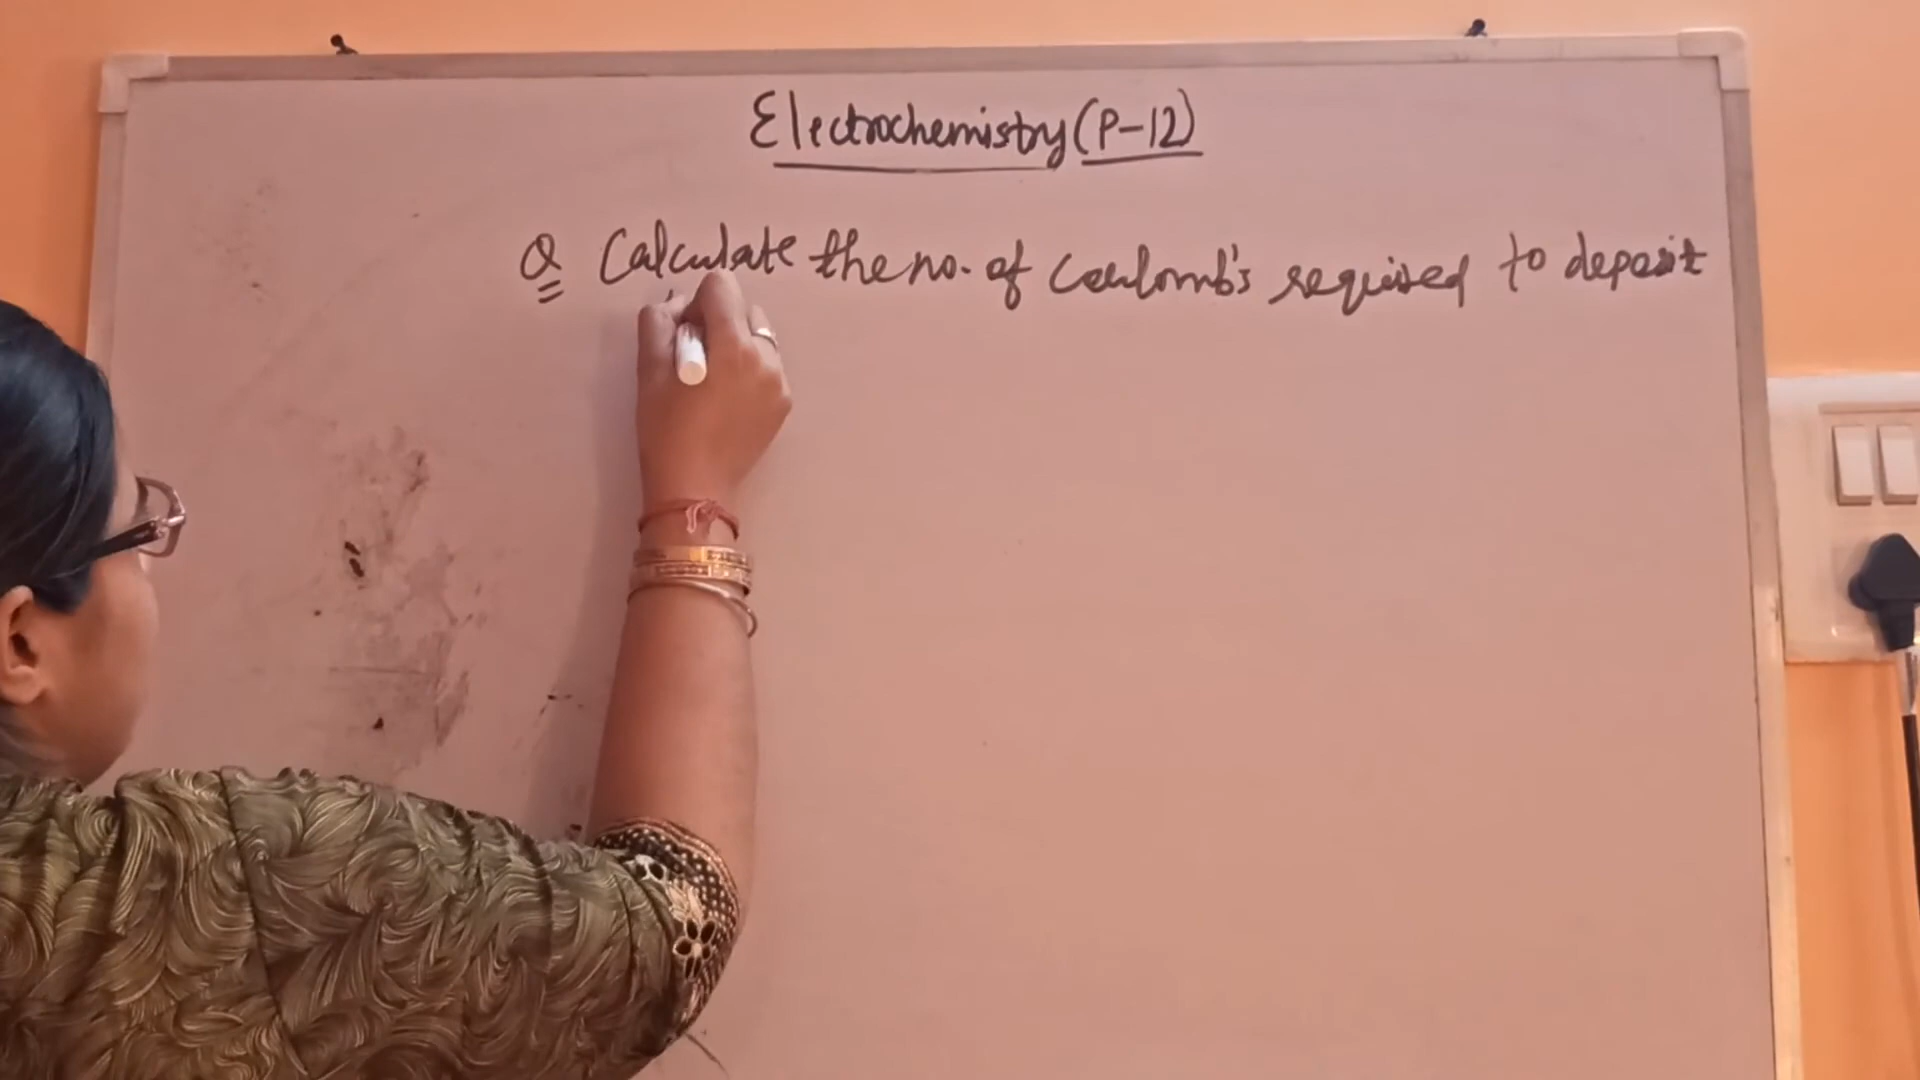 Electrochemistry (P-12)
Q Calculate the no. of Coulomb's required to deposit